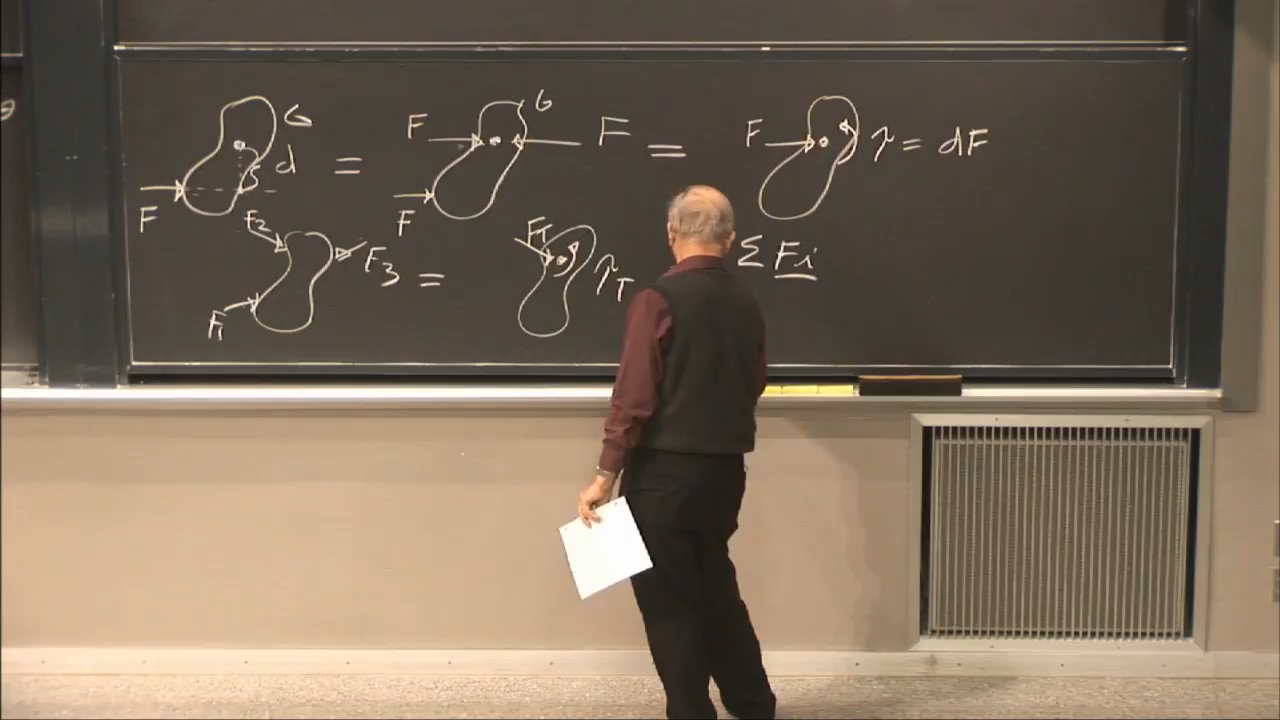 G d = F
F G F = F
F τ = dF
F2 F3 F1 =
FT τT Σ Fi